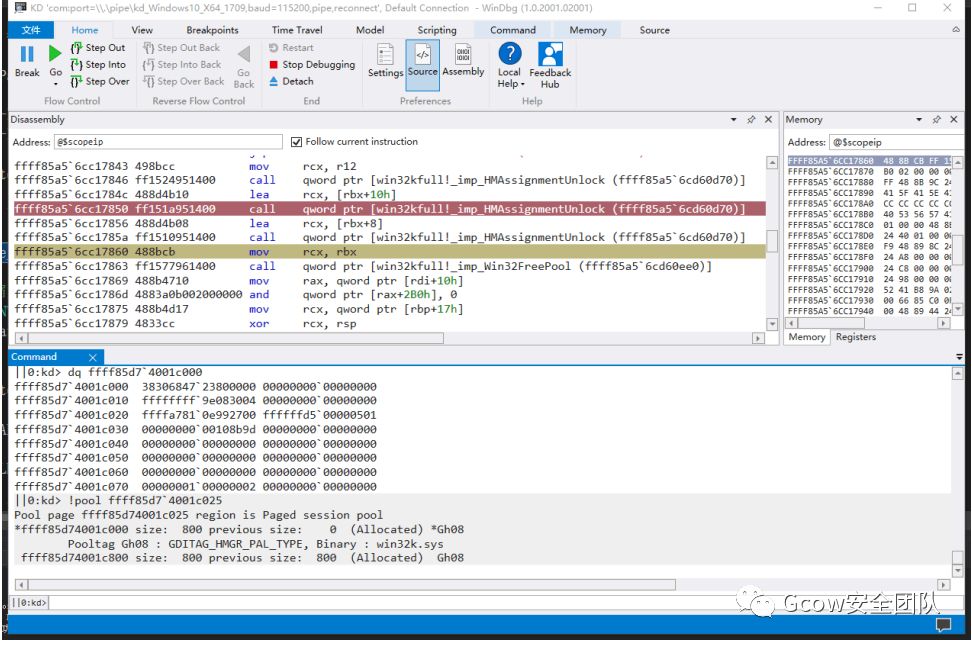 KD 'com:port=\\.\pipe\kd_Windows10_X64_1709,baud=115200,pipe,reconnect', Default Connection - WinDbg (1.0.2001.02001)
文件 Home View Breakpoints Time Travel Model Scripting Command Memory Source
Break
Go
Step Out
Step Into
Step Over
Flow Control
Step Out Back
Step Into Back
Step Over Back
Go Back
Reverse Flow Control
Restart
Stop Debugging
Detach
End
Settings Source Assembly
Preferences
Local Help
Feedback Hub
Help
Disassembly
Address: @$scopeip Follow current instruction
ffff85a5`6cc17843 498bcc mov rcx, r12
ffff85a5`6cc17846 ff1524951400 call qword ptr [win32kfull!_imp_HMAssignmentUnlock (ffff85a5`6cd60d70)]
ffff85a5`6cc1784c 488d4b10 lea rcx, [rbx+10h]
ffff85a5`6cc17850 ff151a951400 call qword ptr [win32kfull!_imp_HMAssignmentUnlock (ffff85a5`6cd60d70)]
ffff85a5`6cc17856 488d4b08 lea rcx, [rbx+8]
ffff85a5`6cc1785a ff1510951400 call qword ptr [win32kfull!_imp_HMAssignmentUnlock (ffff85a5`6cd60d70)]
ffff85a5`6cc17860 488bcb mov rcx, rbx
ffff85a5`6cc17863 ff1577961400 call qword ptr [win32kfull!_imp_Win32FreePool (ffff85a5`6cd60ee0)]
ffff85a5`6cc17869 488b4710 mov rax, qword ptr [rdi+10h]
ffff85a5`6cc1786d 4883a0b002000000 and qword ptr [rax+2B0h], 0
ffff85a5`6cc17875 488b4d17 mov rcx, qword ptr [rbp+17h]
ffff85a5`6cc17879 4833cc xor rcx, rsp
Memory
Address: @$scopeip
FFFF85A5`6CC17860 48 8B CB FF 15
FFFF85A5`6CC17870 B0 02 00 00 00
FFFF85A5`6CC17880 FF 48 8B 9C 24
FFFF85A5`6CC17890 41 5F 41 5E 41
FFFF85A5`6CC178A0 CC CC CC CC CC
FFFF85A5`6CC178B0 40 53 56 57 41
FFFF85A5`6CC178C0 01 00 00 48 8B
FFFF85A5`6CC178D0 24 40 01 00 00
FFFF85A5`6CC178E0 F9 48 89 8C 24
FFFF85A5`6CC178F0 24 A8 00 00 00
FFFF85A5`6CC17900 24 C8 00 00 00
FFFF85A5`6CC17910 24 98 00 00 00
FFFF85A5`6CC17920 52 41 88 9A 02
FFFF85A5`6CC17930 00 66 85 C0 0F
FFFF85A5`6CC17940 00 48 89 44 24
Memory Registers
Command
||0:kd> dq ffff85d7`4001c000
ffff85d7`4001c000 38306847`23800000 00000000`00000000
ffff85d7`4001c010 ffffffff`9e083004 00000000`00000000
ffff85d7`4001c020 ffffa781`0e992700 ffffffd5`00000501
ffff85d7`4001c030 00000000`00108b9d 00000000`00000000
ffff85d7`4001c040 00000000`00000000 00000000`00000000
ffff85d7`4001c050 00000000`00000000 00000000`00000000
ffff85d7`4001c060 00000000`00000000 00000000`00000000
ffff85d7`4001c070 00000001`00000002 00000000`00000000
||0:kd> !pool ffff85d7`4001c025
Pool page ffff85d74001c025 region is Paged session pool
*ffff85d74001c000 size: 800 previous size: 0 (Allocated) *Gh08
Pooltag Gh08 : GDITAG_HMGR_PAL_TYPE, Binary : win32k.sys
ffff85d74001c800 size: 800 previous size: 800 (Allocated) Gh08
||0:kd>
Gcow安全团队